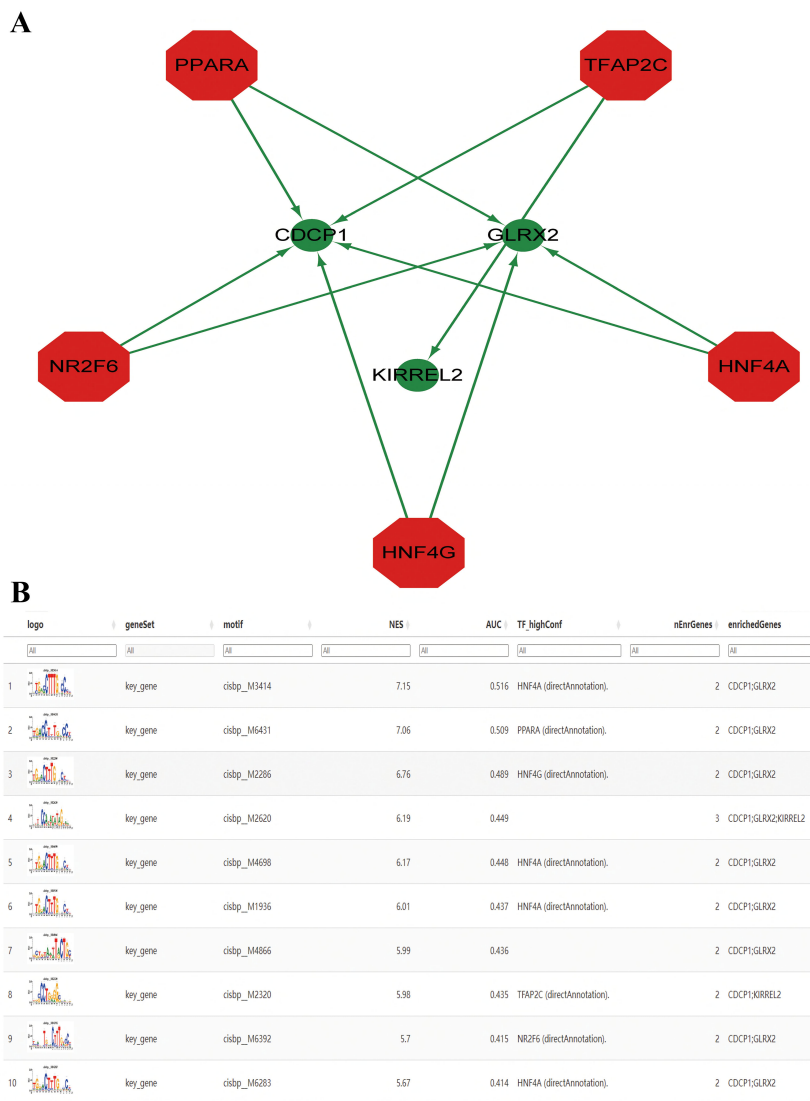 A
PPARA
TFAP2C
CDCP1
GLRX2
NR2F6
KIRREL2
HNF4A
HNF4G
B
logo geneSet motif NES AUC TF_highConf nEnrGenes enrichedGenes
All All All All All All All All
1 key_gene cisbp__M3414 7.15 0.516 HNF4A (directAnnotation). 2 CDCP1;GLRX2
2 key_gene cisbp__M6431 7.06 0.509 PPARA (directAnnotation). 2 CDCP1;GLRX2
3 key_gene cisbp__M2286 6.76 0.489 HNF4G (directAnnotation). 2 CDCP1;GLRX2
4 key_gene cisbp__M2620 6.19 0.449 3 CDCP1;GLRX2;KIRREL2
5 key_gene cisbp__M4698 6.17 0.448 HNF4A (directAnnotation). 2 CDCP1;GLRX2
6 key_gene cisbp__M1936 6.01 0.437 HNF4A (directAnnotation). 2 CDCP1;GLRX2
7 key_gene cisbp__M4866 5.99 0.436 2 CDCP1;GLRX2
8 key_gene cisbp__M2320 5.98 0.435 TFAP2C (directAnnotation). 2 CDCP1;KIRREL2
9 key_gene cisbp__M6392 5.7 0.415 NR2F6 (directAnnotation). 2 CDCP1;GLRX2
10 key_gene cisbp__M6283 5.67 0.414 HNF4A (directAnnotation). 2 CDCP1;GLRX2